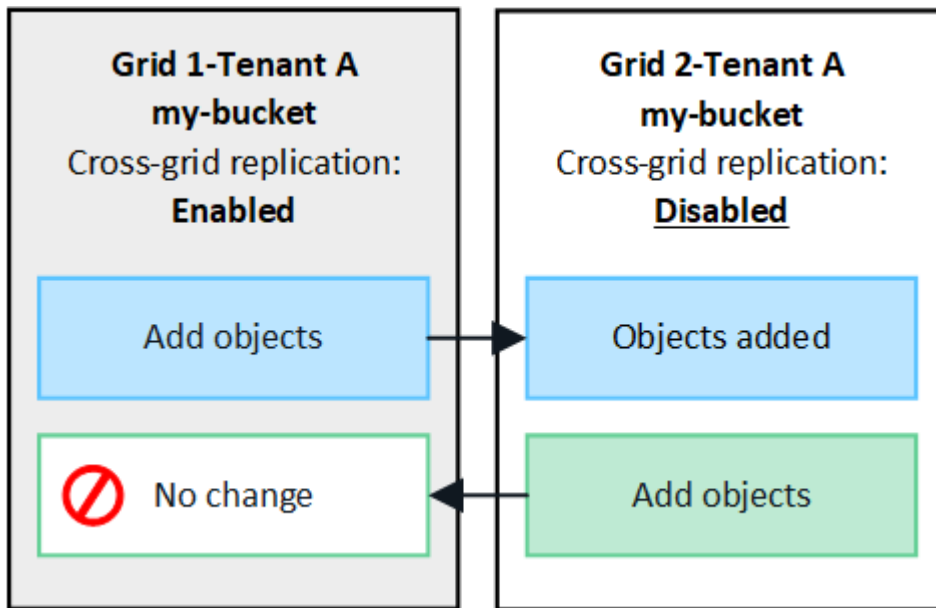 Grid 1-Tenant A
my-bucket
Cross-grid replication:
Enabled
Add objects
No change
Grid 2-Tenant A
my-bucket
Cross-grid replication:
Disabled
Objects added
Add objects